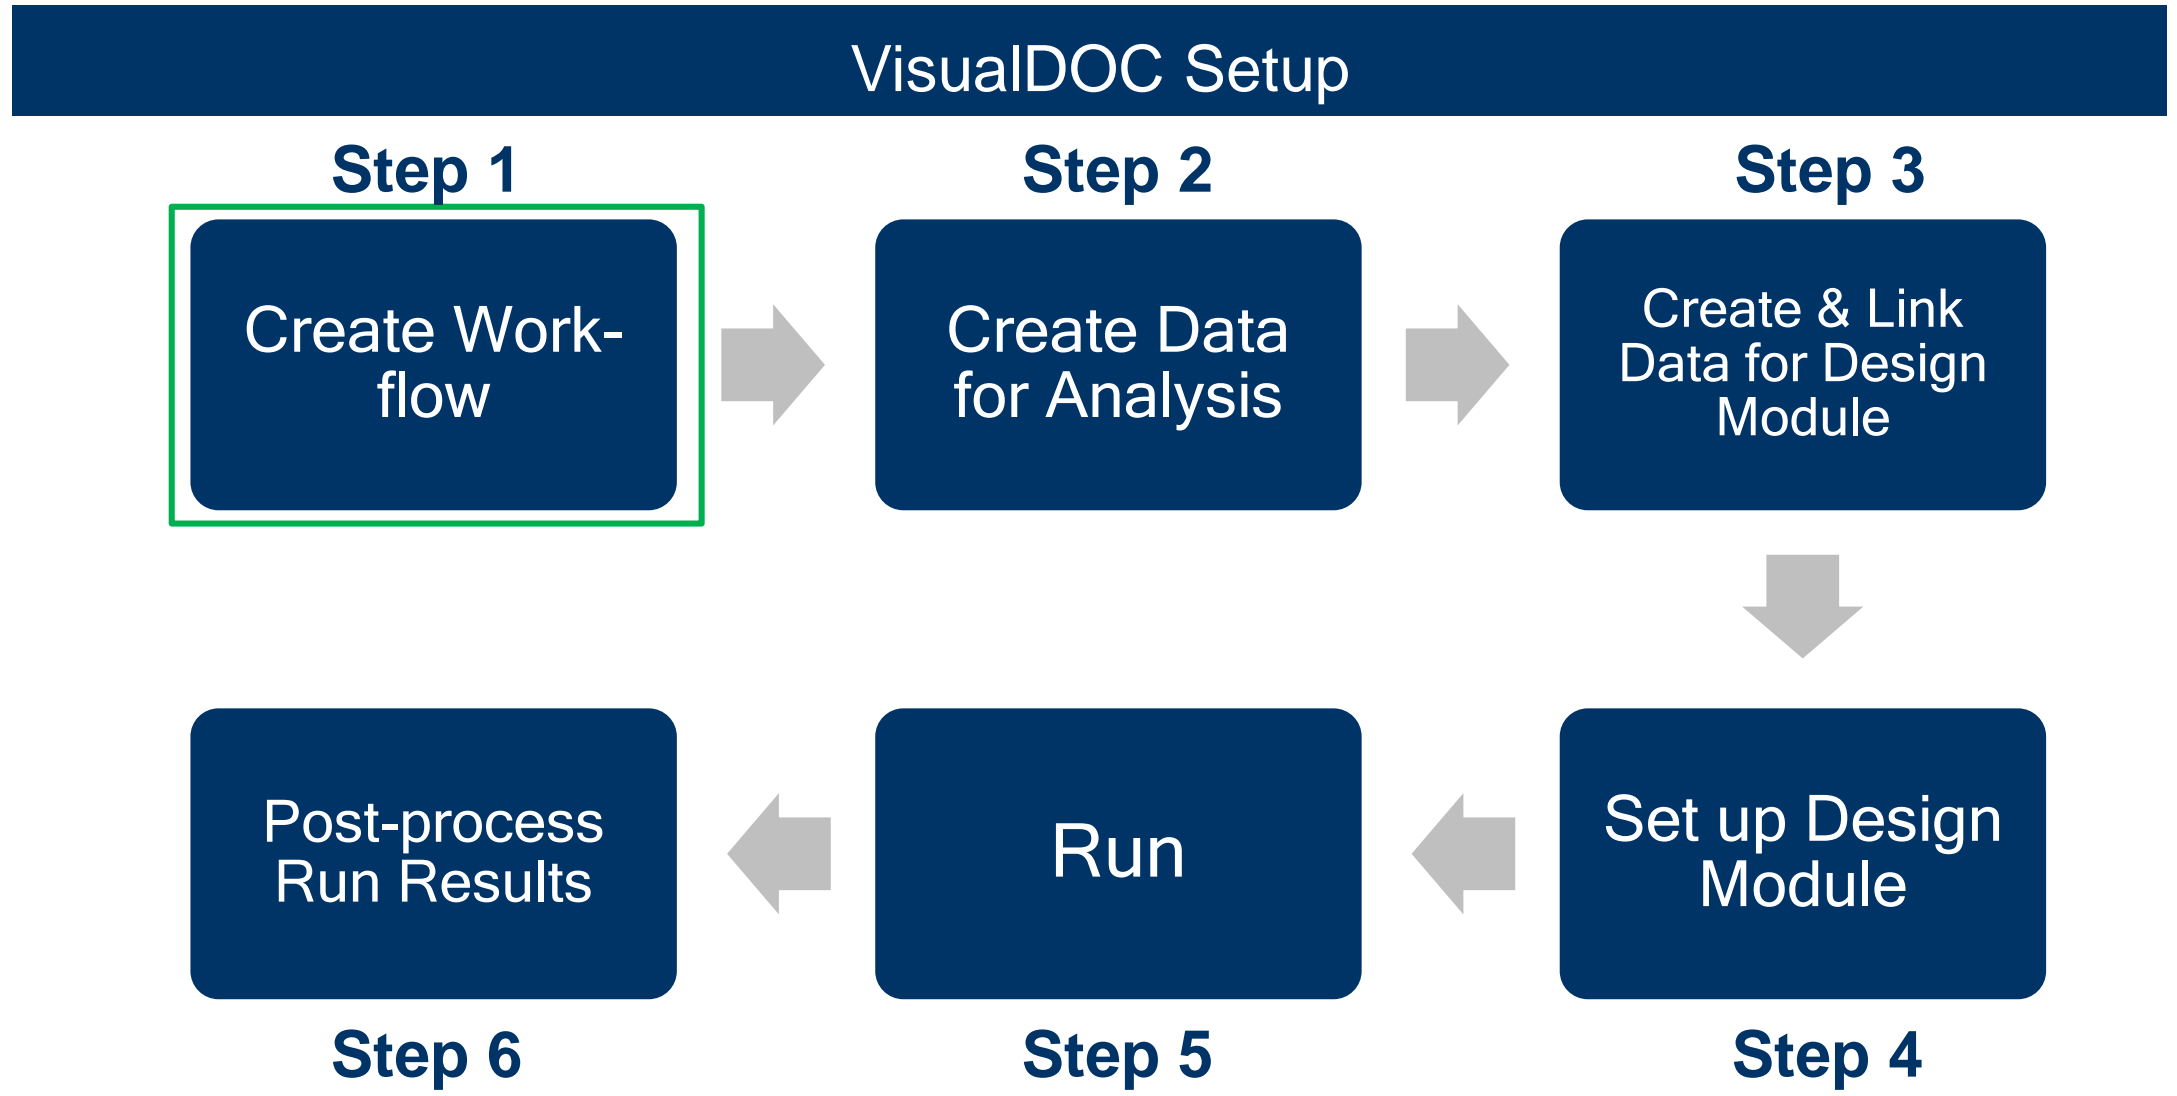 VisualDOC Setup
Step 1
Step 2
Step 3
Create Work-
flow
Create Data
for Analysis
Create & Link
Data for Design
Module
Post-process
Run Results
Run
Set up Design
Module
Step 6
Step 5
Step 4